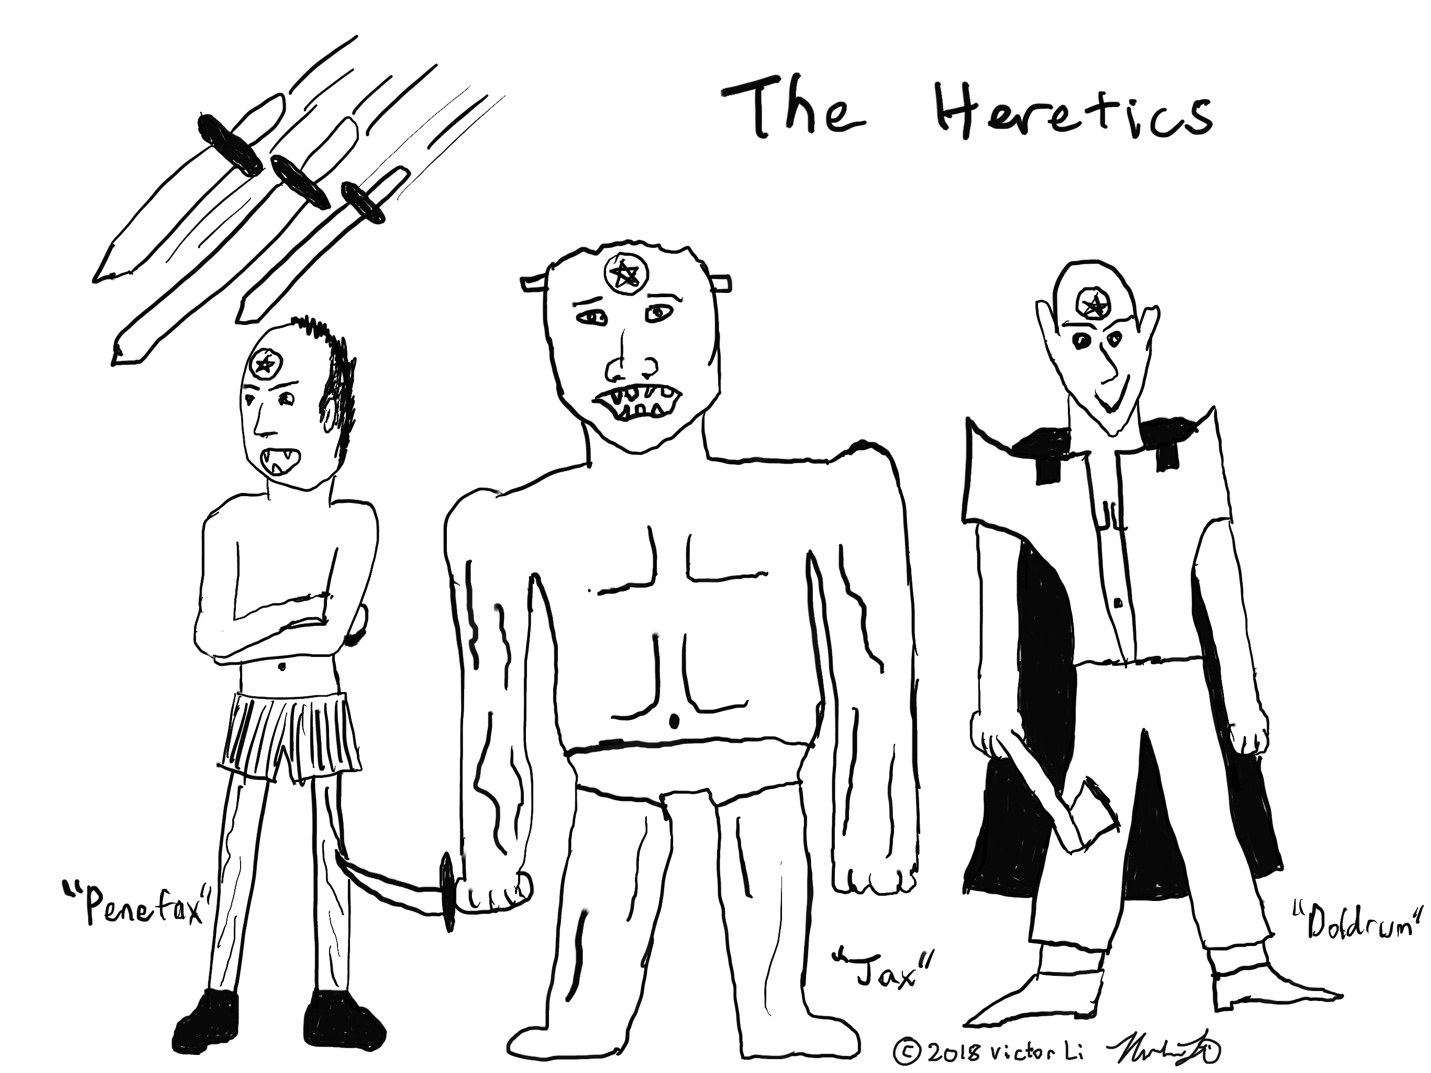 The Heretics
"Penefax"
"Jax"
"Doldrum"
© 2018 Victor Li